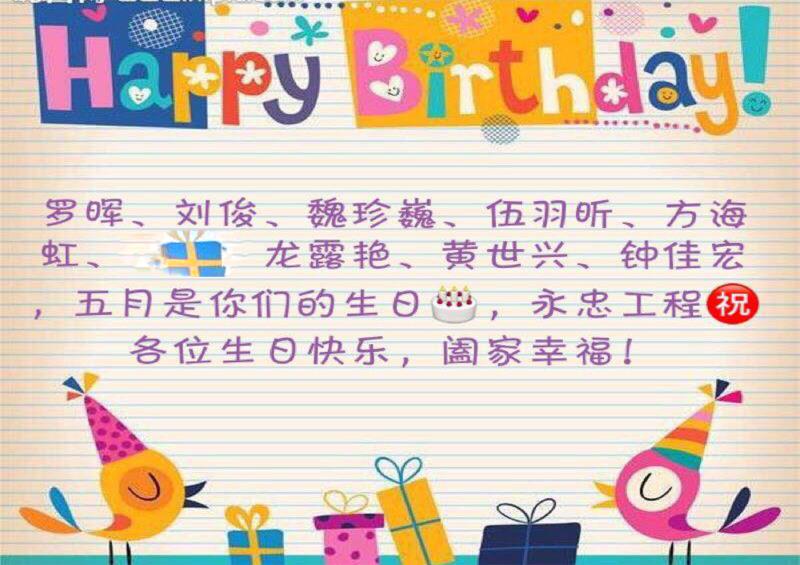 Happy Birthday!
罗晖、刘俊、魏珍巍、伍羽昕、方海
虹、 龙露艳、黄世兴、钟佳宏
，五月是你们的生日，永忠工程祝
各位生日快乐，阖家幸福！